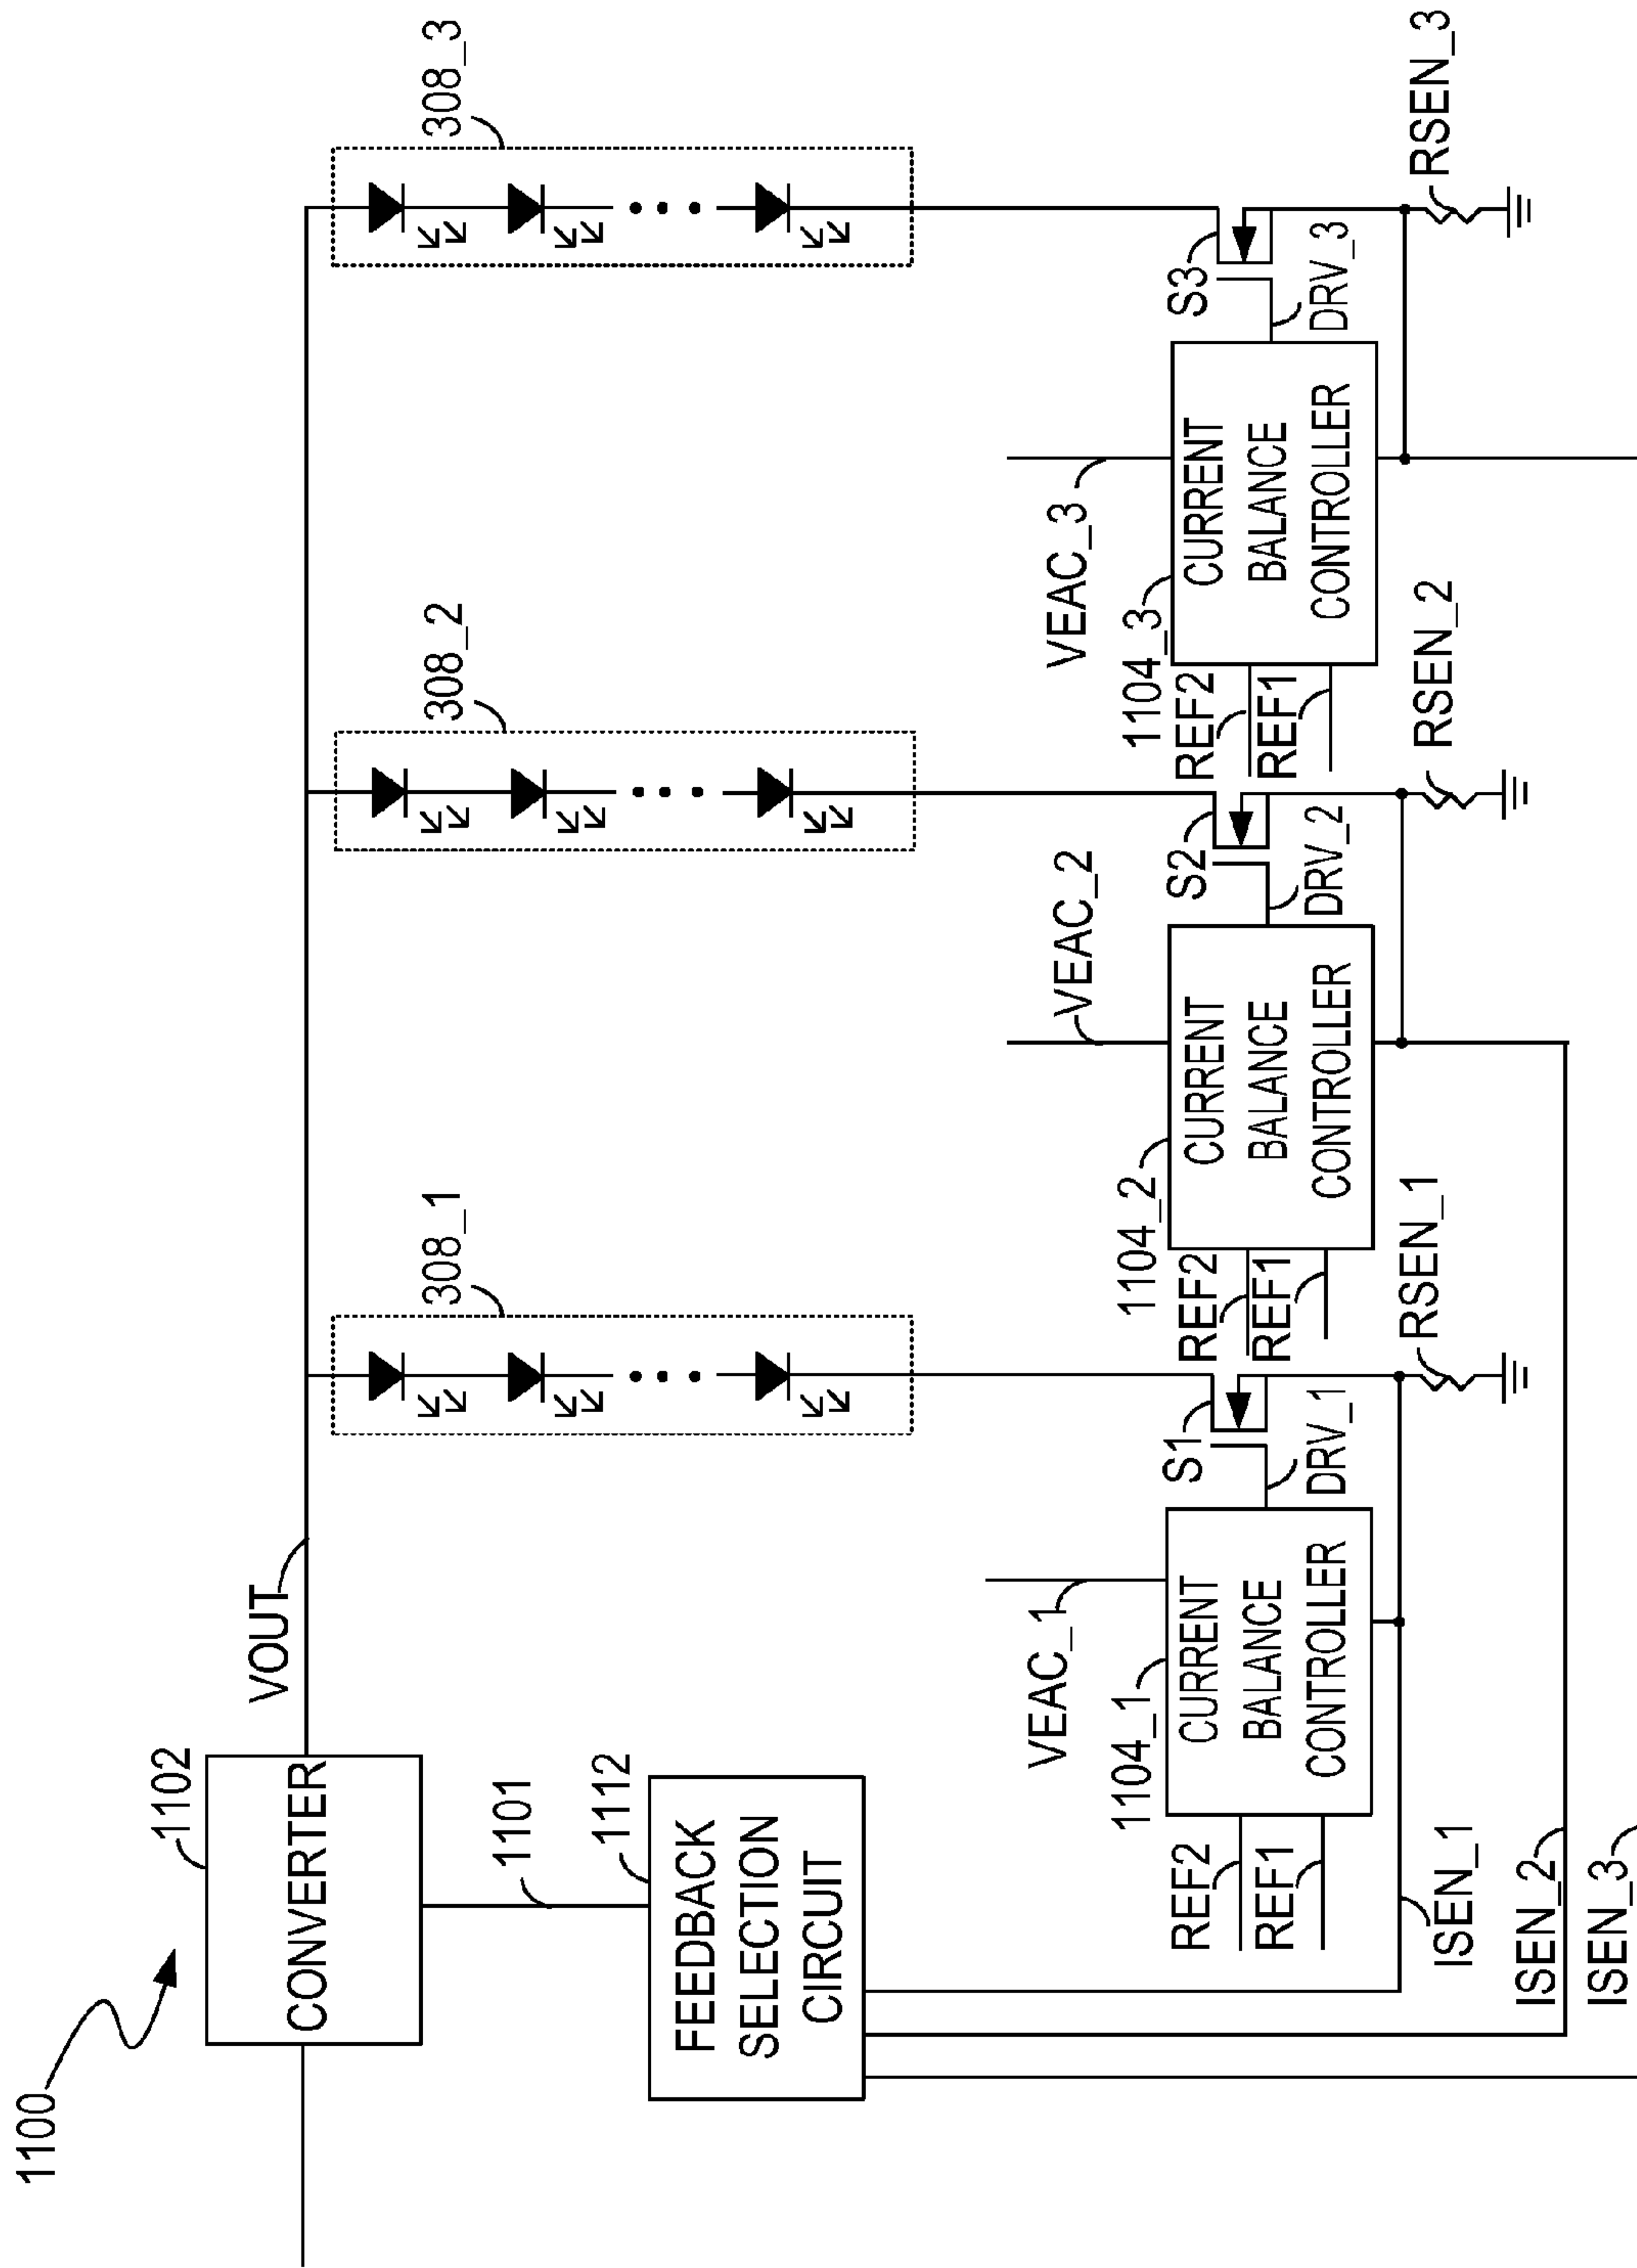 1100
CONVERTER
1102
VOUT
308_1
308_2
308_3
1101
FEEDBACK
SELECTION
CIRCUIT
1112
VEAC_1
VEAC_2
VEAC_3
1104_1
CURRENT
BALANCE
CONTROLLER
REF2
REF1
S1
DRV_1
RSEN_1
1104_2
CURRENT
BALANCE
CONTROLLER
REF2
REF1
S2
DRV_2
RSEN_2
1104_3
CURRENT
BALANCE
CONTROLLER
REF2
REF1
S3
DRV_3
RSEN_3
ISEN_1
ISEN_2
ISEN_3